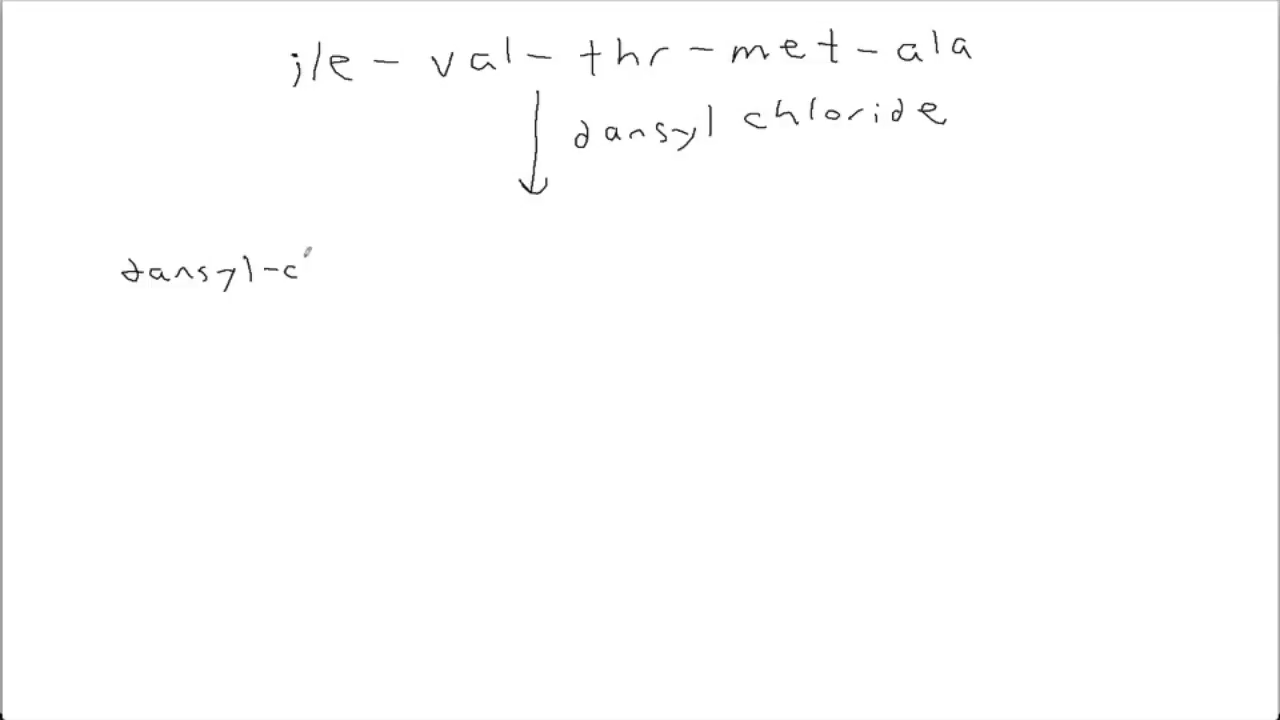 ile - val - thr - met - ala
dansyl chloride
dansyl-c